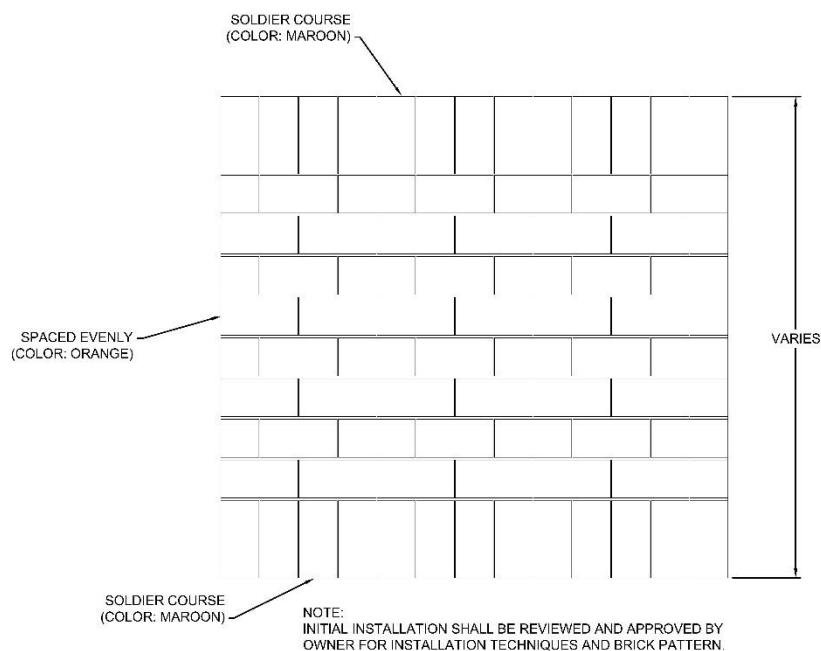 SOLDIER COURSE
(COLOR: MAROON)
SPACED EVENLY
(COLOR: ORANGE)
VARIES
SOLDIER COURSE
(COLOR: MAROON)
NOTE:
INITIAL INSTALLATION SHALL BE REVIEWED AND APPROVED BY
OWNER FOR INSTALLATION TECHNIQUES AND BRICK PATTERN.